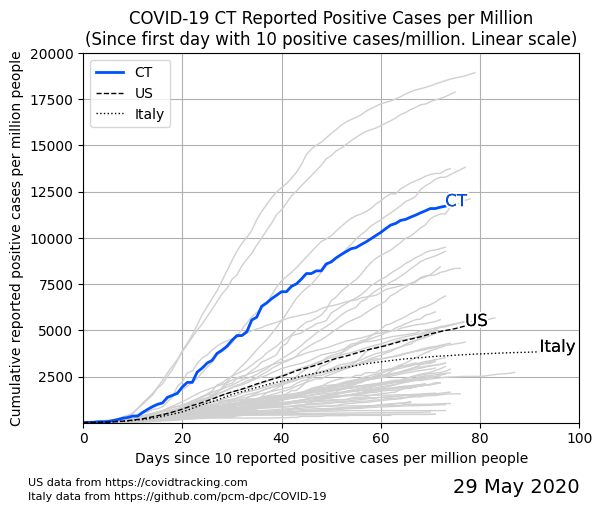 COVID-19 CT Reported Positive Cases per Million
(Since first day with 10 positive cases/million. Linear scale)
Cumulative reported positive cases per million people
20000
17500
15000
12500
10000
7500
5000
2500
CT
US
Italy
CT
US
Italy
0
20
40
60
80
100
Days since 10 reported positive cases per million people
US data from https://covidtracking.com
Italy data from https://github.com/pcm-dpc/COVID-19
29 May 2020